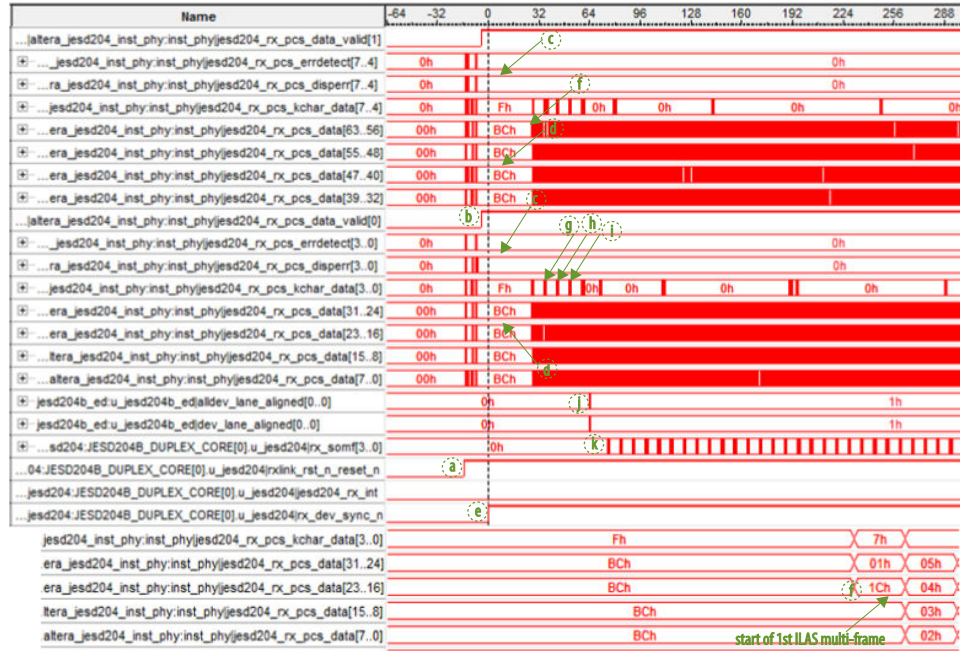 Name -64 -32 0 32 64 96 128 160 192 224 256 288
...|altera_jesd204_inst_phy:inst_phy|jesd204_rx_pcs_data_valid[1] c
..._jesd204_inst_phy:inst_phy|jesd204_rx_pcs_errdetect[7..4] 0h 0h
...ra_jesd204_inst_phy:inst_phy|jesd204_rx_pcs_disperr[7..4] 0h f 0h
...jesd204_inst_phy:inst_phy|jesd204_rx_pcs_kchar_data[7..4] 0h Fh 0h 0h 0h 0h
...era_jesd204_inst_phy:inst_phy|jesd204_rx_pcs_data[63..56] 00h BCh d
...era_jesd204_inst_phy:inst_phy|jesd204_rx_pcs_data[55..48] 00h BCh
...era_jesd204_inst_phy:inst_phy|jesd204_rx_pcs_data[47..40] 00h BCh
...era_jesd204_inst_phy:inst_phy|jesd204_rx_pcs_data[39..32] 00h BCh c
...|altera_jesd204_inst_phy:inst_phy|jesd204_rx_pcs_data_valid[0] b
..._jesd204_inst_phy:inst_phy|jesd204_rx_pcs_errdetect[3..0] 0h g h i 0h
...ra_jesd204_inst_phy:inst_phy|jesd204_rx_pcs_disperr[3..0] 0h 0h
...jesd204_inst_phy:inst_phy|jesd204_rx_pcs_kchar_data[3..0] 0h Fh 0h 0h 0h 0h
...era_jesd204_inst_phy:inst_phy|jesd204_rx_pcs_data[31..24] 00h BCh
...era_jesd204_inst_phy:inst_phy|jesd204_rx_pcs_data[23..16] 00h BCh
...ltera_jesd204_inst_phy:inst_phy|jesd204_rx_pcs_data[15..8] 00h BCh
...altera_jesd204_inst_phy:inst_phy|jesd204_rx_pcs_data[7..0] 00h BCh d
jesd204b_ed:u_jesd204b_ed|alldev_lane_aligned[0..0] 0h j 1h
jesd204b_ed:u_jesd204b_ed|dev_lane_aligned[0..0] 0h 1h
...sd204:JESD204B_DUPLEX_CORE[0].u_jesd204|rx_somf[3..0] 0h k
...04:JESD204B_DUPLEX_CORE[0].u_jesd204|rxlink_rst_n_reset_n a
...jesd204:JESD204B_DUPLEX_CORE[0].u_jesd204|jesd204_rx_int
...jesd204:JESD204B_DUPLEX_CORE[0].u_jesd204|rx_dev_sync_n e
jesd204_inst_phy:inst_phy|jesd204_rx_pcs_kchar_data[3..0] Fh 7h
era_jesd204_inst_phy:inst_phy|jesd204_rx_pcs_data[31..24] BCh 01h 05h
era_jesd204_inst_phy:inst_phy|jesd204_rx_pcs_data[23..16] BCh f 1Ch 04h
ltera_jesd204_inst_phy:inst_phy|jesd204_rx_pcs_data[15..8] BCh 03h
altera_jesd204_inst_phy:inst_phy|jesd204_rx_pcs_data[7..0] BCh start of 1st ILAS multi-frame 02h